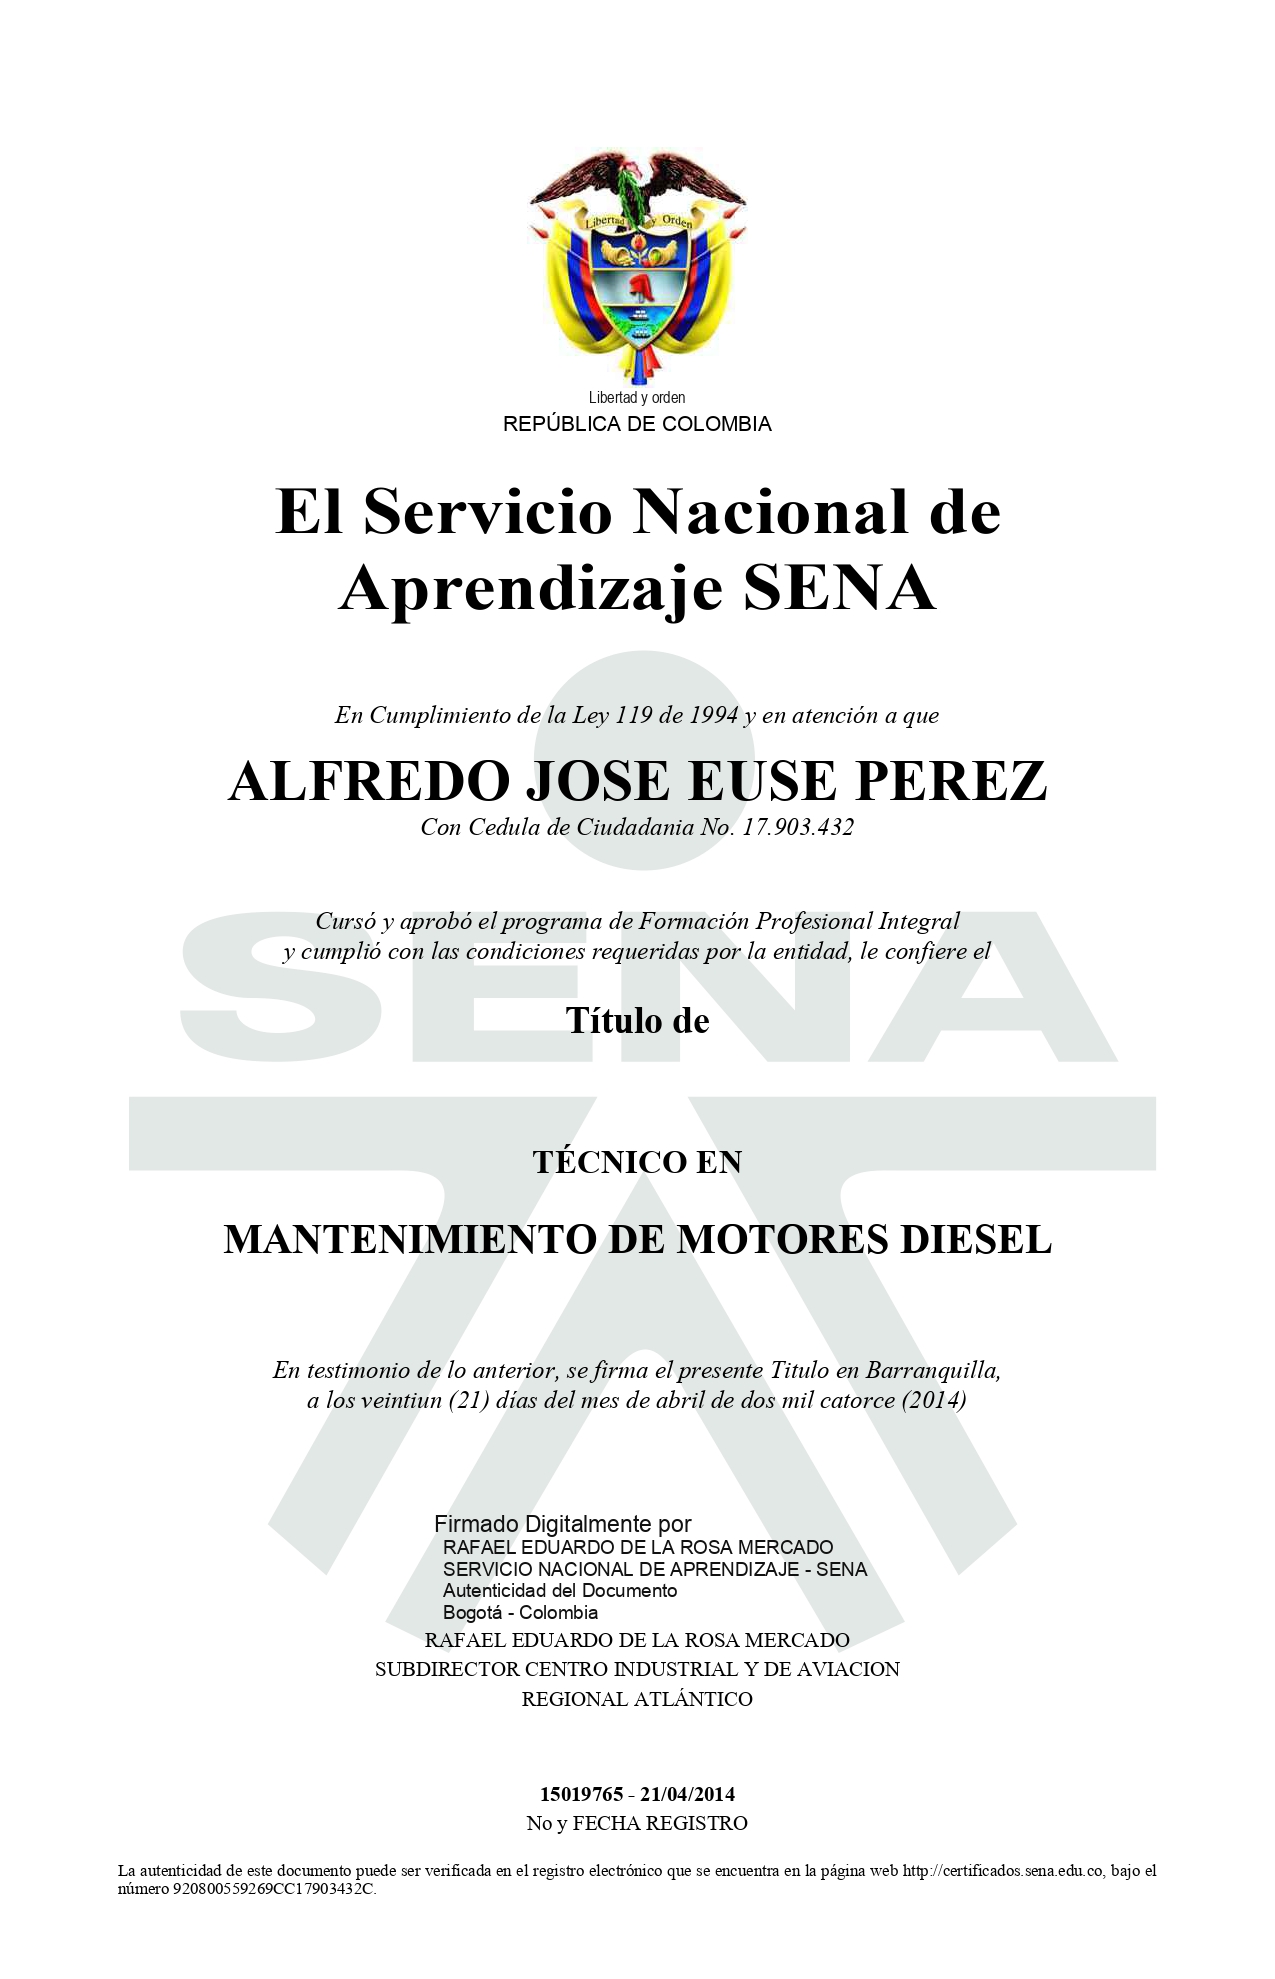 Libertad y Orden
Libertad y orden
REPÚBLICA DE COLOMBIA
El Servicio Nacional de
Aprendizaje SENA
En Cumplimiento de la Ley 119 de 1994 y en atención a que
ALFREDO JOSE EUSE PEREZ
Con Cedula de Ciudadania No. 17.903.432
SENA
Cursó y aprobó el programa de Formación Profesional Integral
y cumplió con las condiciones requeridas por la entidad, le confiere el
Título de
TÉCNICO EN
MANTENIMIENTO DE MOTORES DIESEL
En testimonio de lo anterior, se firma el presente Titulo en Barranquilla,
a los veintiun (21) días del mes de abril de dos mil catorce (2014)
Firmado Digitalmente por
RAFAEL EDUARDO DE LA ROSA MERCADO
SERVICIO NACIONAL DE APRENDIZAJE - SENA
Autenticidad del Documento
Bogotá - Colombia
RAFAEL EDUARDO DE LA ROSA MERCADO
SUBDIRECTOR CENTRO INDUSTRIAL Y DE AVIACION
REGIONAL ATLÁNTICO
15019765 - 21/04/2014
No y FECHA REGISTRO
La autenticidad de este documento puede ser verificada en el registro electrónico que se encuentra en la página web http://certificados.sena.edu.co, bajo el
número 920800559269CC17903432C.